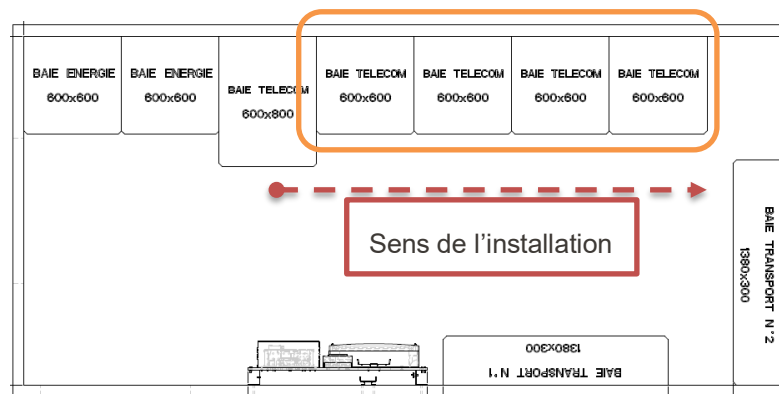 BAIE ENERGIE
600x600
BAIE ENERGIE
600x600
BAIE TELECOM
600x800
BAIE TELECOM
600x600
BAIE TELECOM
600x600
BAIE TELECOM
600x600
BAIE TELECOM
600x600
Sens de l'installation
BAIE TRANSPORT N°2
1380x300
BAIE TRANSPORT N°1
1380x300